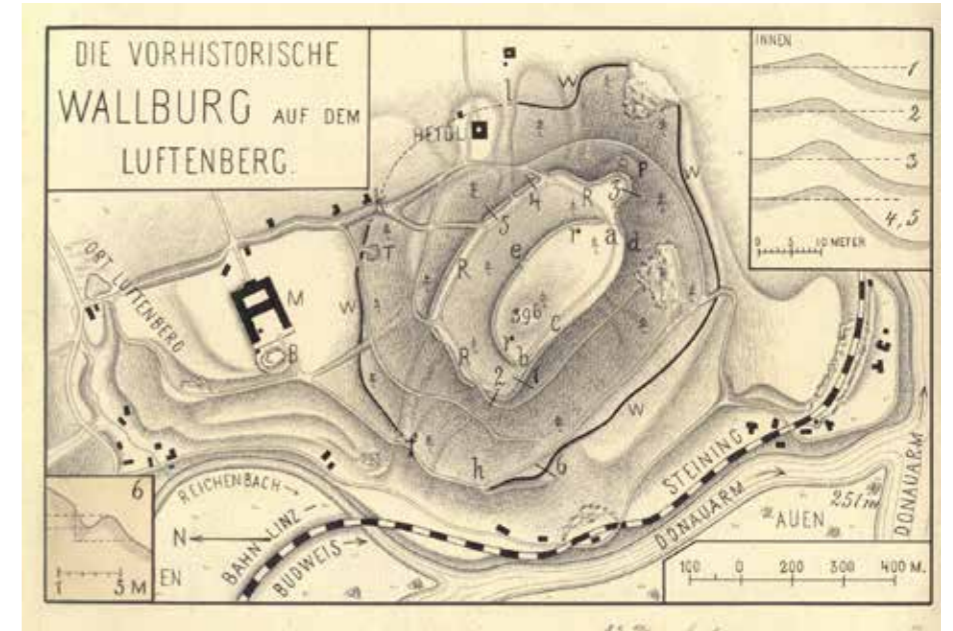 DIE VORHISTORISCHE
WALLBURG AUF DEM
LUFTENBERG.
INNEN
1
2
3
4, 5
0 5 10 METER
1
W
HEIDL
W
P
3
4
R
5
r
a
d
e
T
R
ORT LUFTENBERG
M
W
396
C
B
r
b
R
2
1
W
h
6
STEINING
REICHENBACH
N
BAHN LINZ
BUDWEIS
DONAUARM
AUEN
251m
DONAUARM
6
1 5 M
EN
100 0 200 300 400 M.